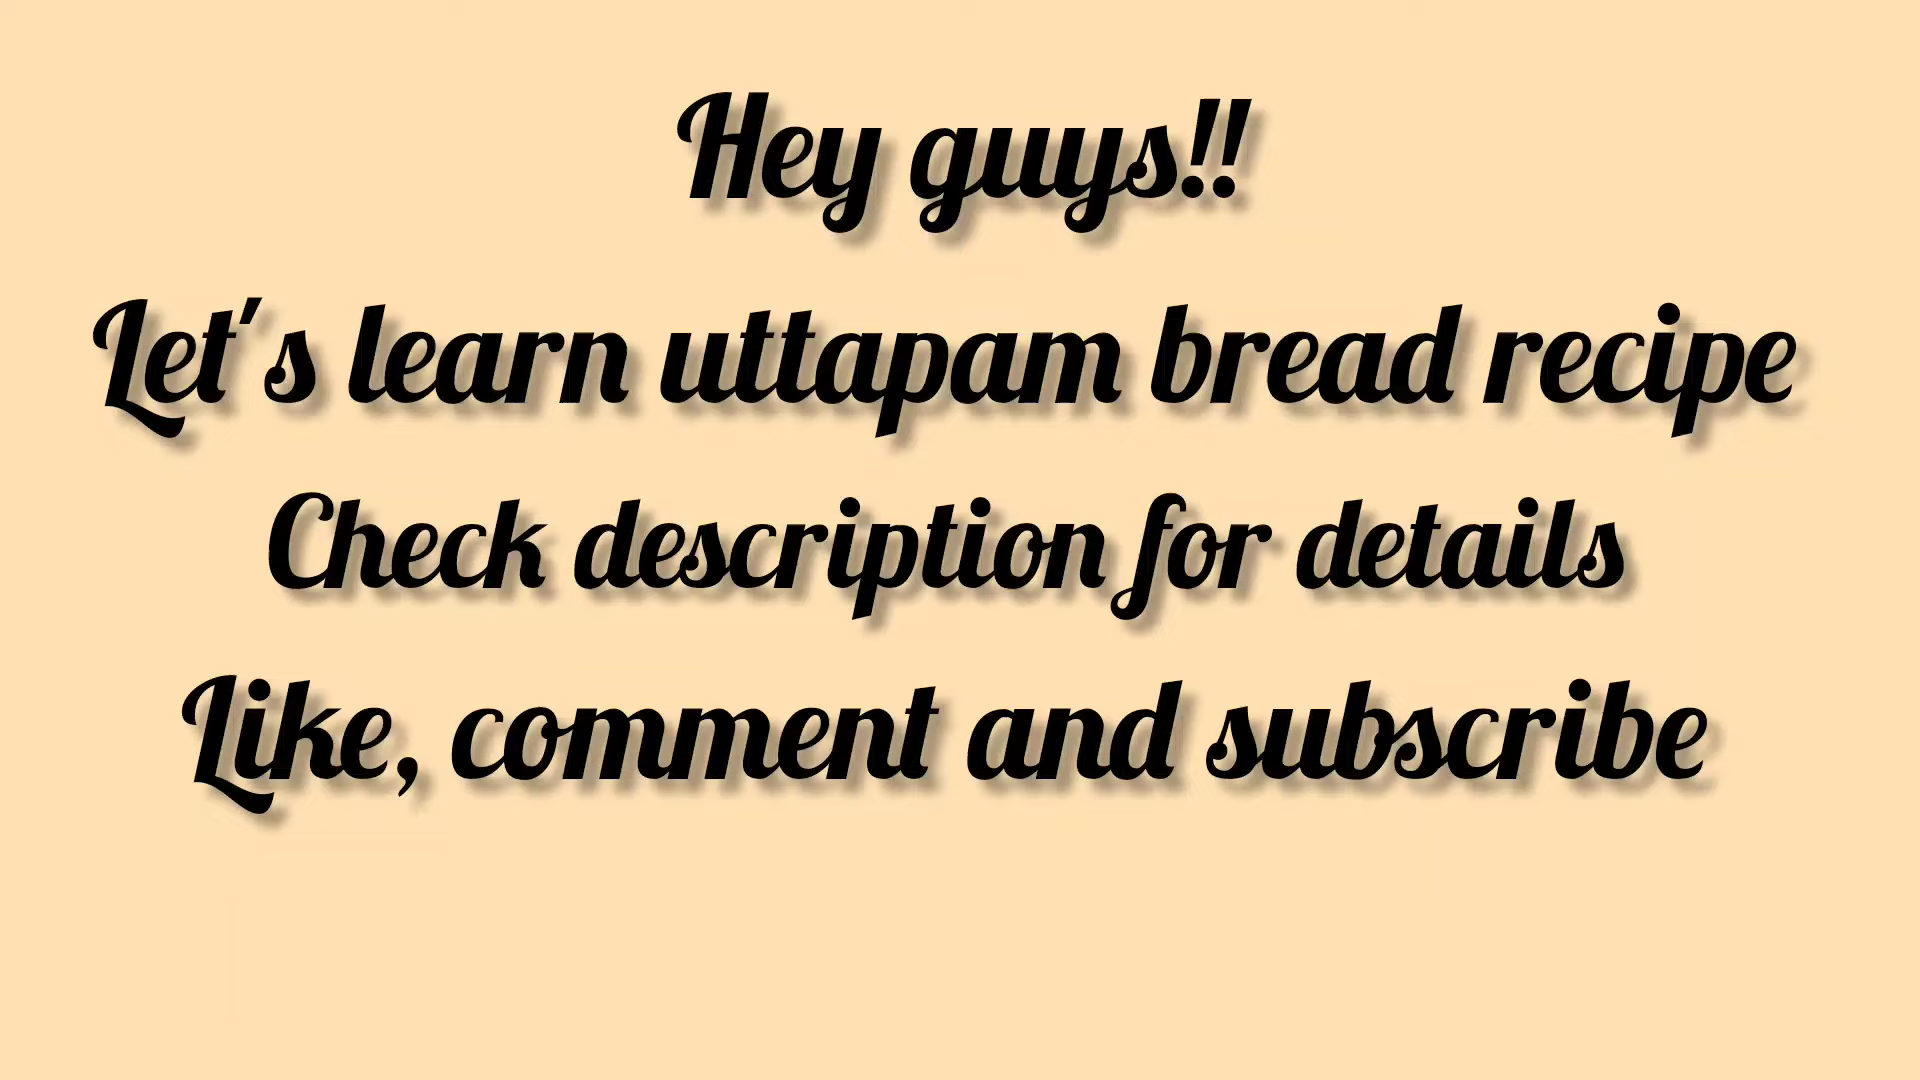 Hey guys!!
Let's learn uttapam bread recipe
Check description for details
Like, comment and subscribe